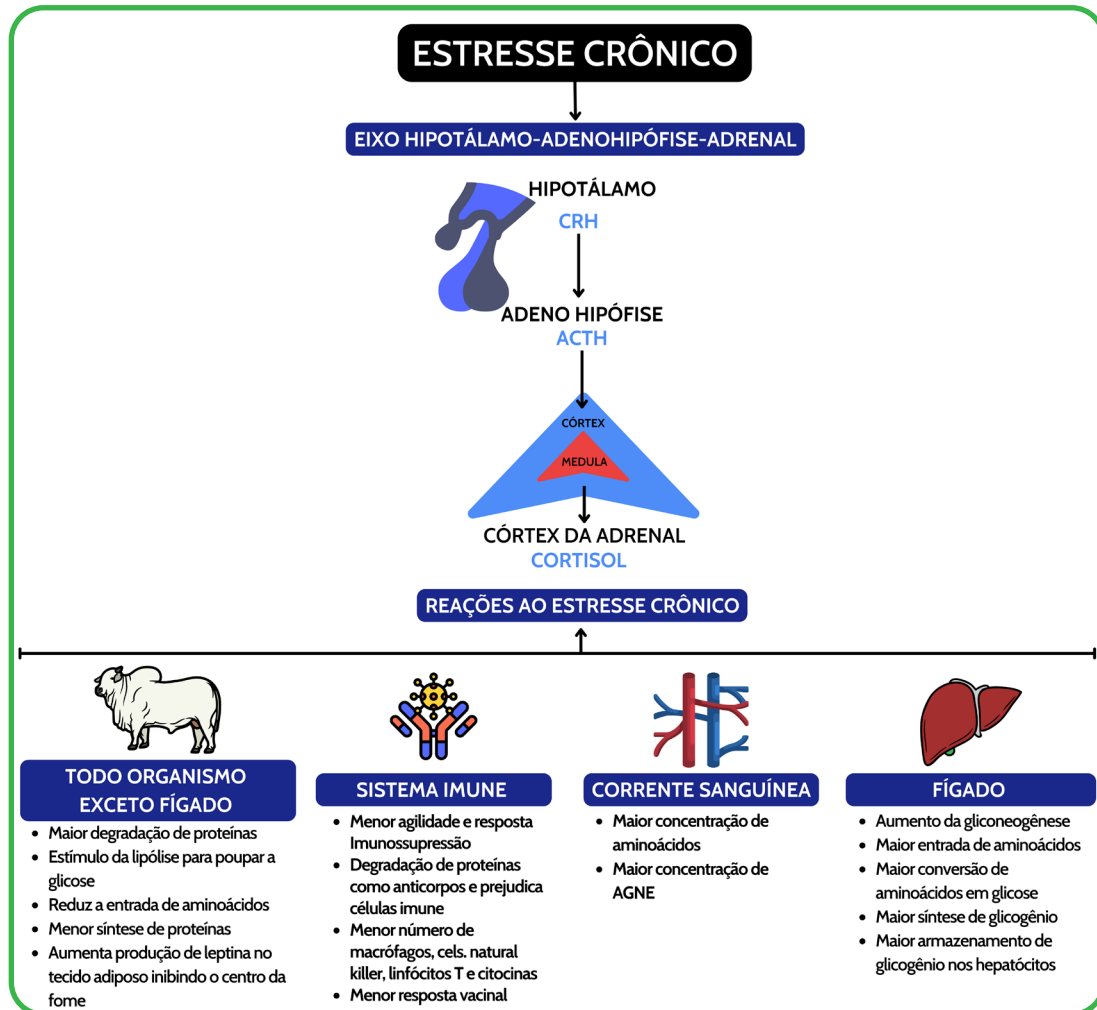 ESTRESSE CRÔNICO
EIXO HIPOTÁLAMO-ADENOHIPÓFISE-ADRENAL
HIPOTÁLAMO
CRH
ADENO HIPÓFISE
ACTH
CÓRTEX
MEDULA
CÓRTEX DA ADRENAL
CORTISOL
REAÇÕES AO ESTRESSE CRÔNICO
TODO ORGANISMO
EXCETO FÍGADO
• Maior degradação de proteínas
• Estímulo da lipólise para poupar a
glicose
• Reduz a entrada de aminoácidos
• Menor síntese de proteínas
• Aumenta produção de leptina no
tecido adiposo inibindo o centro da
fome
SISTEMA IMUNE
• Menor agilidade e resposta
Imunossupressão
• Degradação de proteínas
como anticorpos e prejudica
células imune
• Menor número de
macrófagos, cels. natural
killer, linfócitos T e citocinas
• Menor resposta vacinal
CORRENTE SANGUÍNEA
• Maior concentração de
aminoácidos
• Maior concentração de
AGNE
FÍGADO
• Aumento da gliconeogênese
• Maior entrada de aminoácidos
• Maior conversão de
aminoácidos em glicose
• Maior síntese de glicogênio
• Maior armazenamento de
glicogênio nos hepatócitos